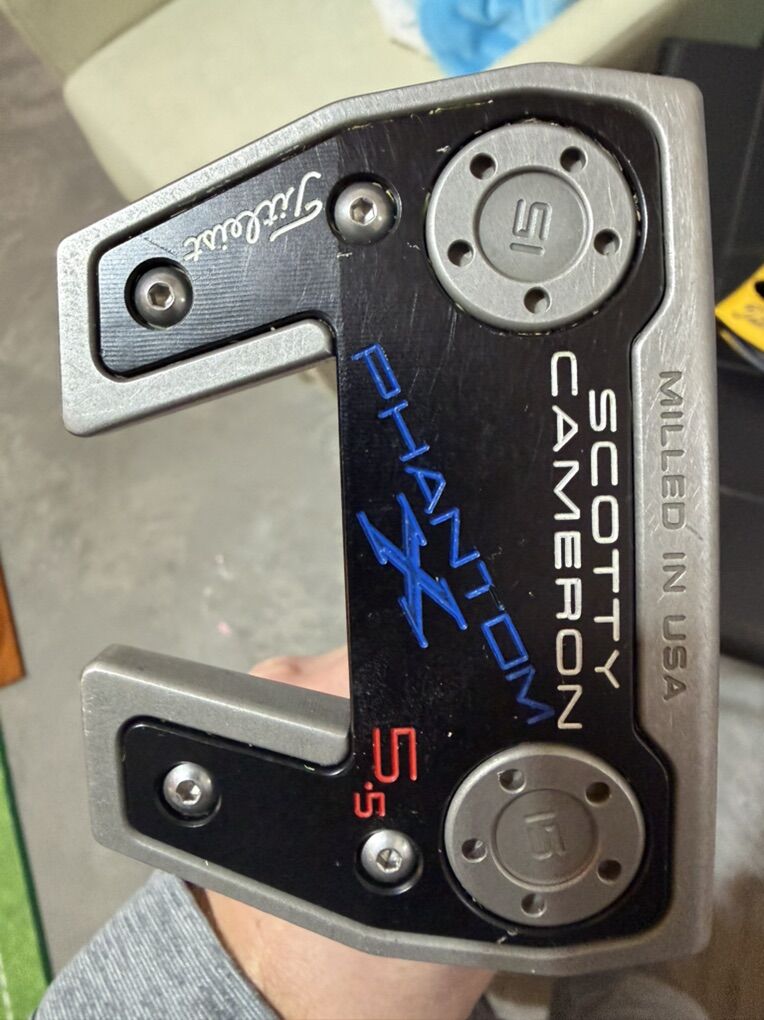 Titleist
15
SCOTTY
CAMERON
MILLED IN USA
PHANTOM
X
5.5
15